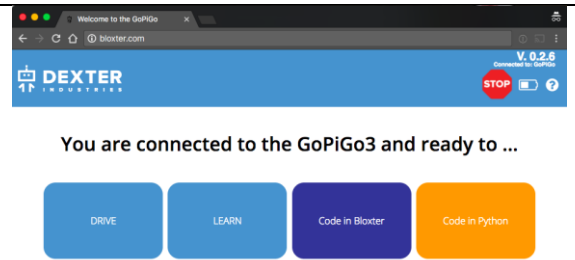 Welcome to the GoPiGo
bloxter.com
V. 0.2.6
Connected to: GoPiGo
DEXTER
INDUSTRIES
STOP
?
You are connected to the GoPiGo3 and ready to ...
DRIVE
LEARN
Code in Bloxter
Code in Python